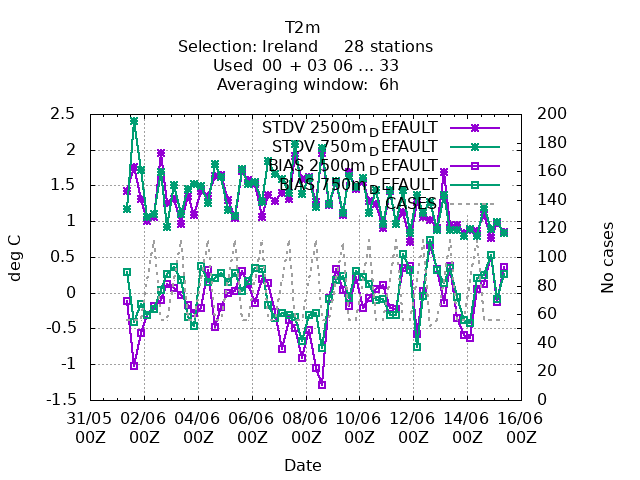 T2m
Selection: Ireland 28 stations
Used 00 + 03 06 ... 33
Averaging window: 6h
STDV 2500m_DEFAULT
STDV 750m_DEFAULT
BIAS 2500m_DEFAULT
BIAS 750m_DEFAULT
CASES
deg C
2.5
2
1.5
1
0.5
0
-0.5
-1
-1.5
No cases
200
180
160
140
120
100
80
60
40
20
0
31/05 02/06 04/06 06/06 08/06 10/06 12/06 14/06 16/06
00Z 00Z 00Z 00Z 00Z 00Z 00Z 00Z 00Z
Date